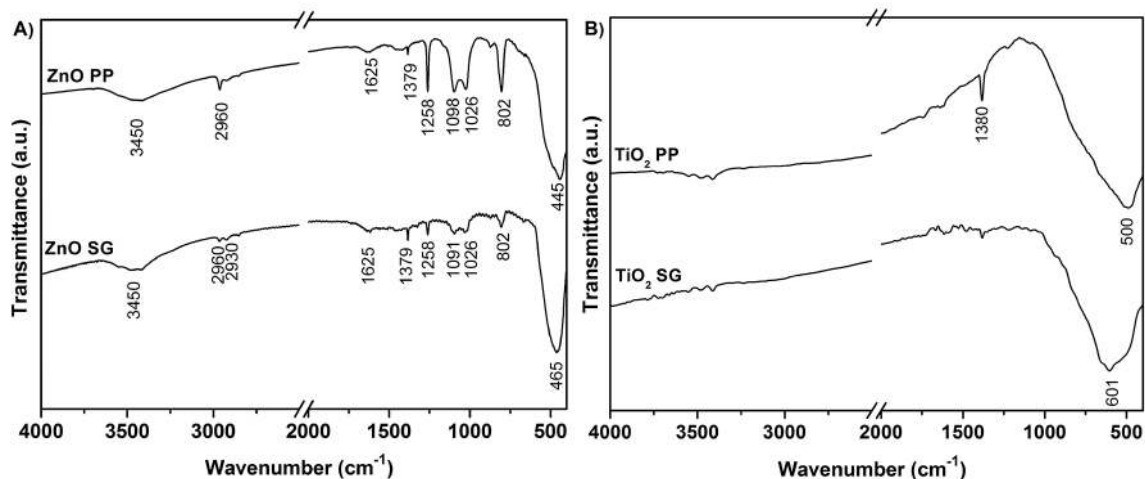 A)
ZnO PP
3450
2960
1625
1379
1258
1098
1026
802
445
ZnO SG
3450
2960
2930
1625
1379
1258
1091
1026
802
465
Transmittance (a.u.)
4000 3500 3000 2000 1500 1000 500
Wavenumber (cm⁻¹)
B)
TiO₂ PP
1380
500
TiO₂ SG
601
Transmittance (a.u.)
4000 3500 3000 2000 1500 1000 500
Wavenumber (cm⁻¹)